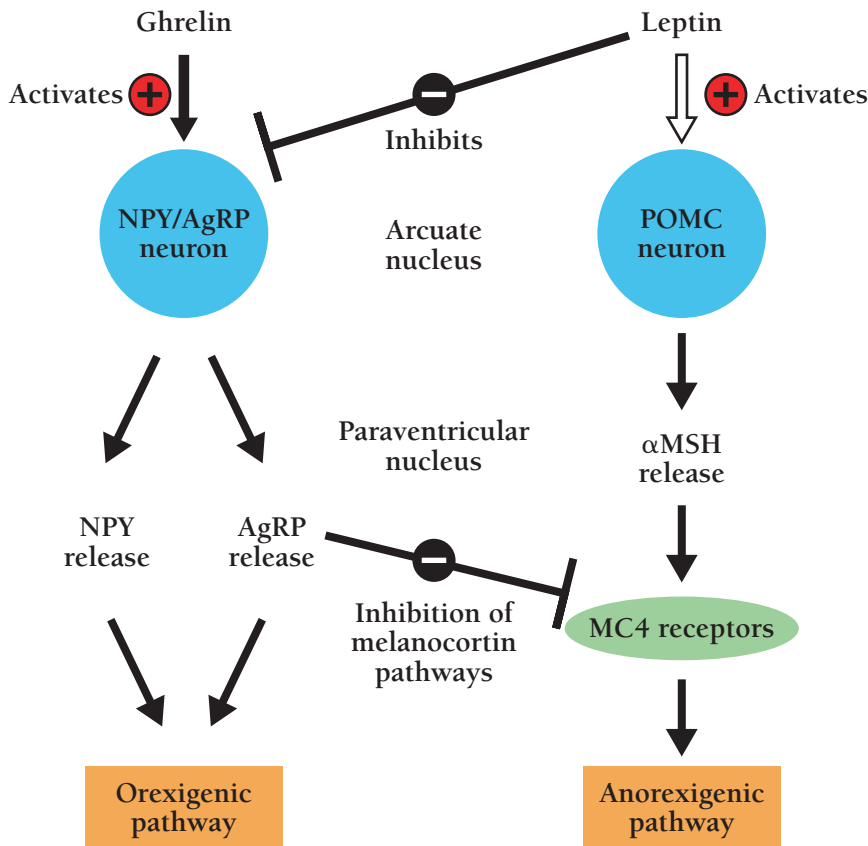 Ghrelin
Leptin
Activates
+
−
+
Activates
Inhibits
NPY/AgRP
neuron
Arcuate
nucleus
POMC
neuron
Paraventricular
nucleus
αMSH
release
NPY
release
AgRP
release
−
Inhibition of
melanocortin
pathways
MC4 receptors
Orexigenic
pathway
Anorexigenic
pathway